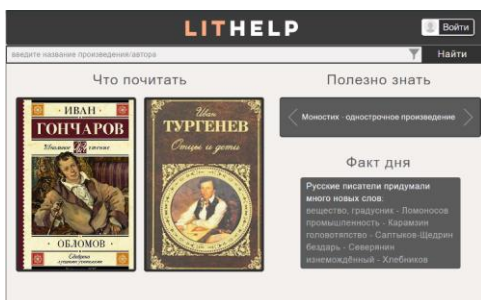 LITHELP
Войти
введите название произведения/автора
Найти
Что почитать
· ИВАН ·
ГОНЧАРОВ
· ОБЛОМОВ ·
Иван
ТУРГЕНЕВ
Отцы и дети
Полезно знать
Моностих - однострочное произведение
Факт дня
Русские писатели придумали
много новых слов:
вещество, градусник - Ломоносов
промышленность - Карамзин
головотяпство - Салтыков-Щедрин
бездарь - Северянин
изнемождённый - Хлебников